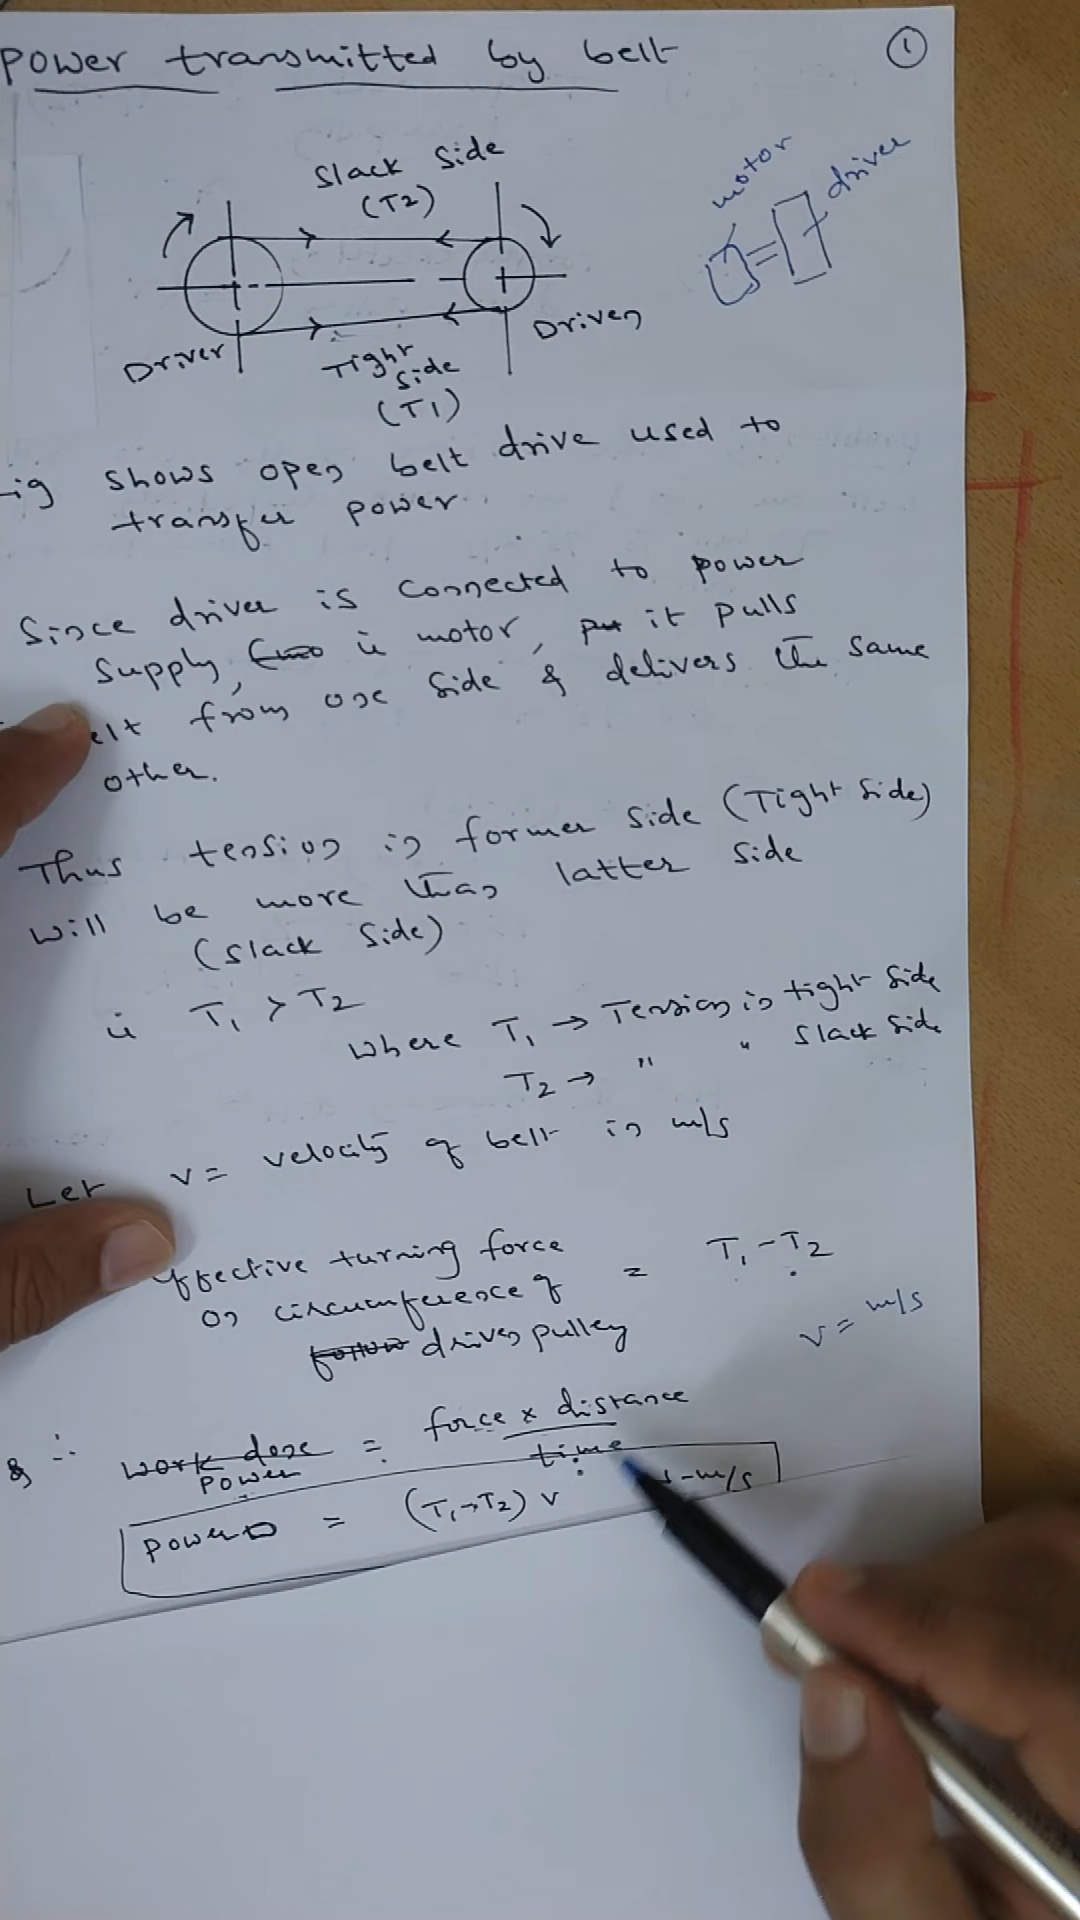 Power transmitted by belt
1
Slack Side
(T2)
motor
driver
Driver
Driven
Tight
side
(T1)
ig shows open belt drive used to
transfer power.
Since driver is connected to power
supply, ie motor, it pulls
elt from one side & delivers the same
other.
Thus tension in former side (Tight side)
will be more than latter side
(Slack Side)
ie T1 > T2
where T1 → Tension in tight side
T2 → " " slack side
Let v = velocity of belt in m/s
ffective turning force
on circumference of = T1 - T2
driven pulley
v = m/s
& ∴ work done = force x distance
Power time
Power = (T1 - T2) v -m/s